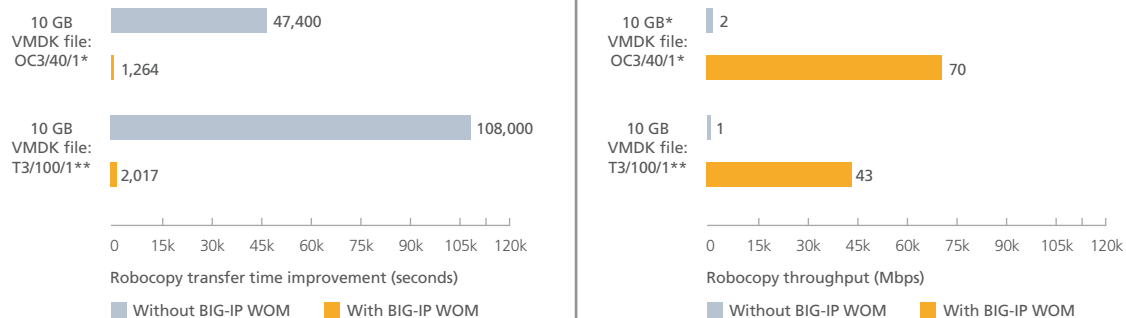 10 GB
VMDK file:
OC3/40/1*
47,400
1,264
10 GB
VMDK file:
T3/100/1**
108,000
2,017
0 15k 30k 45k 60k 75k 90k 105k 120k
Robocopy transfer time improvement (seconds)
Without BIG-IP WOM With BIG-IP WOM
10 GB*
VMDK file:
OC3/40/1*
2
70
10 GB
VMDK file:
T3/100/1**
1
43
0 15k 30k 45k 60k 75k 90k 105k 120k
Robocopy throughput (Mbps)
Without BIG-IP WOM With BIG-IP WOM